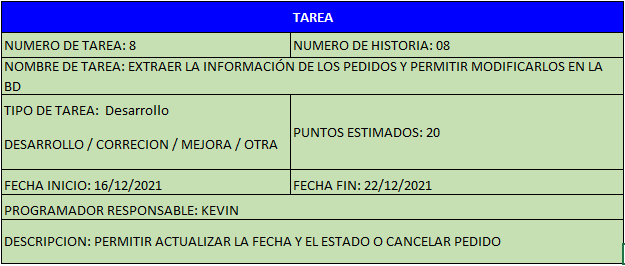 TAREA
NUMERO DE TAREA: 8
NUMERO DE HISTORIA: 08
NOMBRE DE TAREA: EXTRAER LA INFORMACIÓN DE LOS PEDIDOS Y PERMITIR MODIFICARLOS EN LA
BD
TIPO DE TAREA: Desarrollo
DESARROLLO / CORRECION / MEJORA / OTRA
PUNTOS ESTIMADOS: 20
FECHA INICIO: 16/12/2021
FECHA FIN: 22/12/2021
PROGRAMADOR RESPONSABLE: KEVIN
DESCRIPCION: PERMITIR ACTUALIZAR LA FECHA Y EL ESTADO O CANCELAR PEDIDO